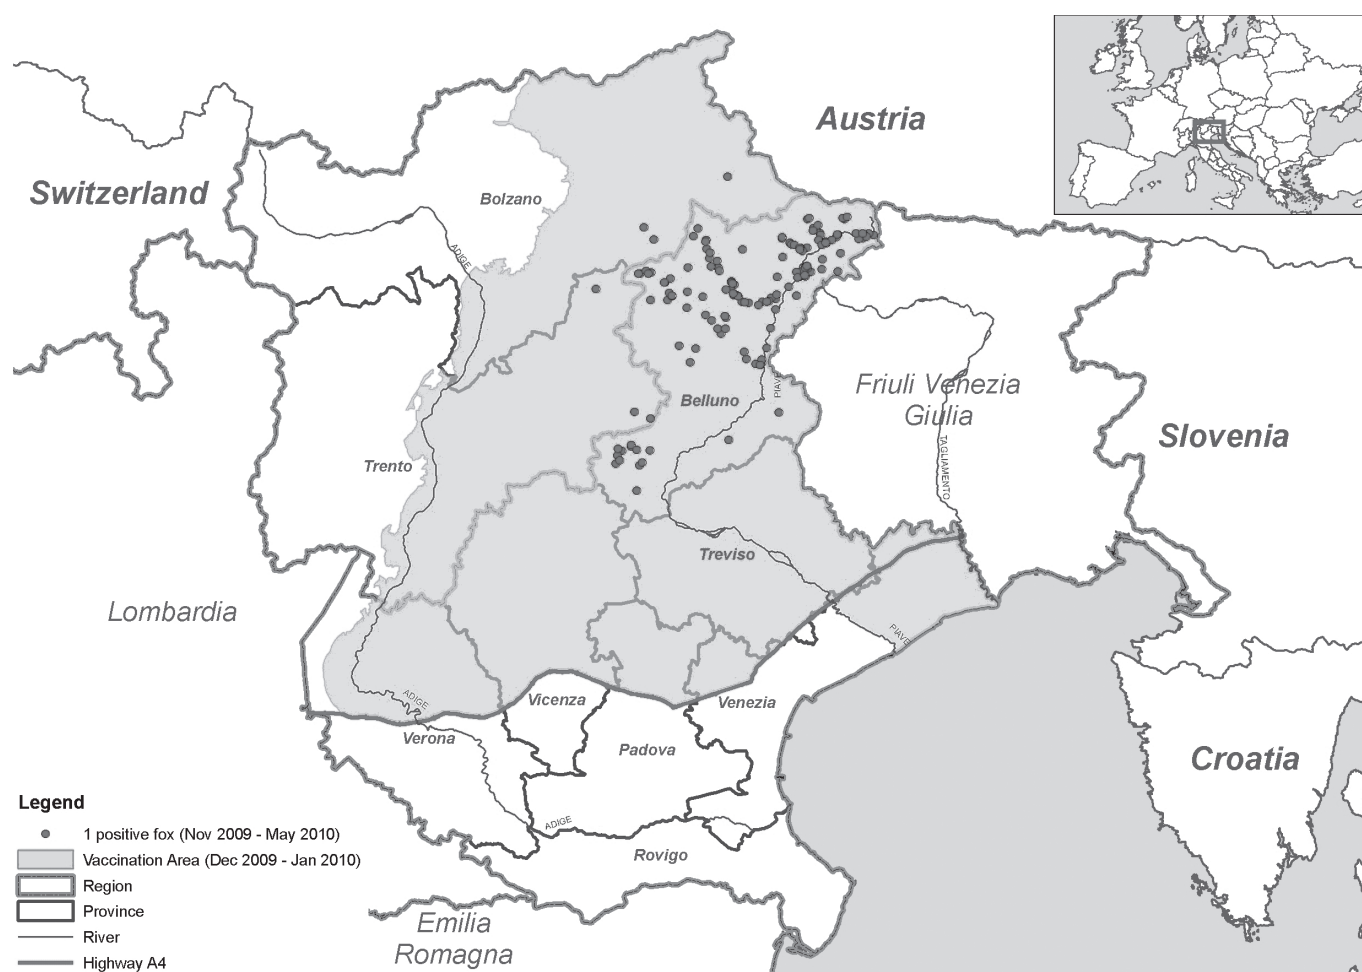 Austria
Switzerland
Bolzano
ADIGE
Friuli Venezia
Giulia
PIAVE
Belluno
Slovenia
Trento
TAGLIAMENTO
Treviso
Lombardia
PIAVE
ADIGE
Vicenza
Venezia
Verona
Padova
Croatia
Legend
1 positive fox (Nov 2009 - May 2010)
ADIGE
Vaccination Area (Dec 2009 - Jan 2010)
Rovigo
Region
Province
Emilia
Romagna
River
Highway A4